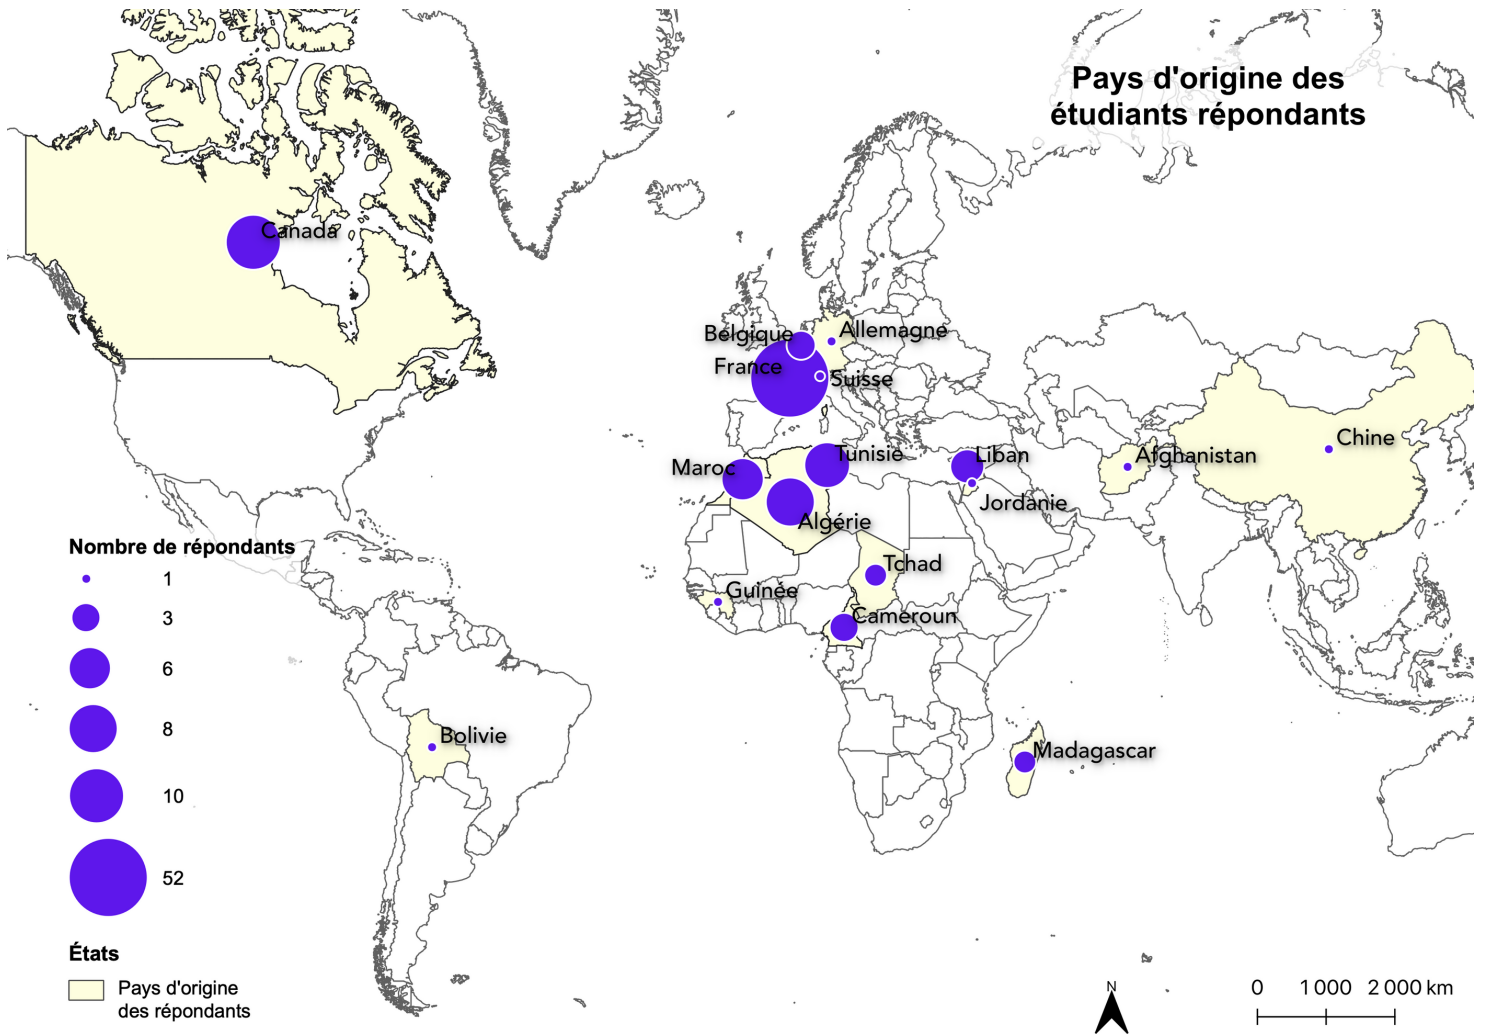 Pays d'origine des
étudiants répondants
Canada
Belgique
Allemagne
France
Suisse
Chine
Tunisie
Liban
Afghanistan
Maroc
Jordanie
Algérie
Tchad
Guinée
Cameroun
Bolivie
Madagascar
Nombre de répondants
1
3
6
8
10
52
États
Pays d'origine
des répondants
N
0 1 000 2 000 km